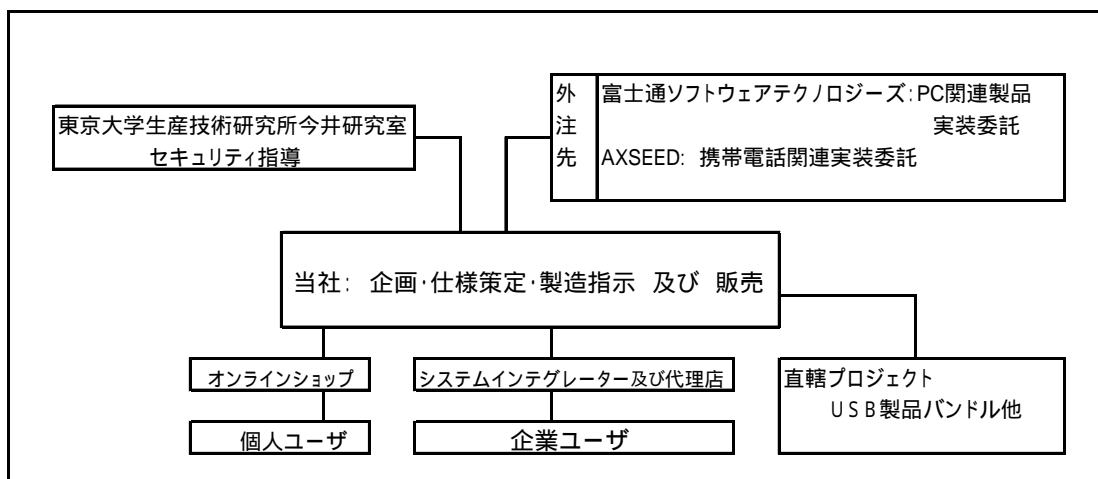 東京大学生産技術研究所今井研究室
セキュリティ指導
外注先
富士通ソフトウェアテクノロジーズ:PC関連製品
実装委託
AXSEED: 携帯電話関連実装委託
当社: 企画･仕様策定･製造指示 及び 販売
オンラインショップ
システムインテグレーター及び代理店
直轄プロジェクト
USB製品バンドル他
個人ユーザ
企業ユーザ